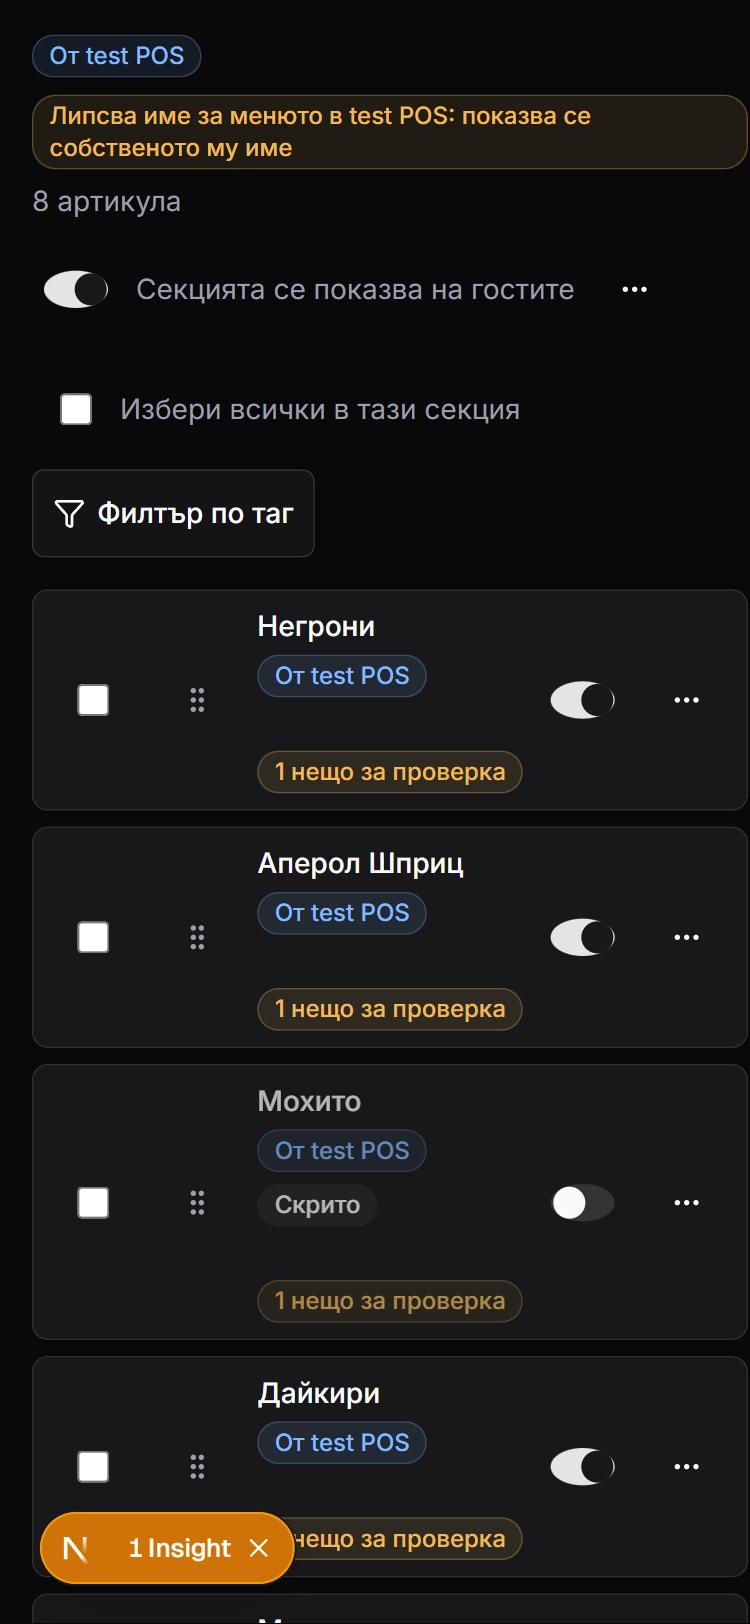 От test POS
Липсва име за менюто в test POS: показва се
собственото му име
8 артикула
Секцията се показва на гостите
Избери всички в тази секция
Филтър по таг
Негрони
От test POS
1 нещо за проверка
Аперол Шприц
От test POS
1 нещо за проверка
Мохито
От test POS
Скрито
1 нещо за проверка
Дайкири
От test POS
нещо за проверка
N 1 Insight